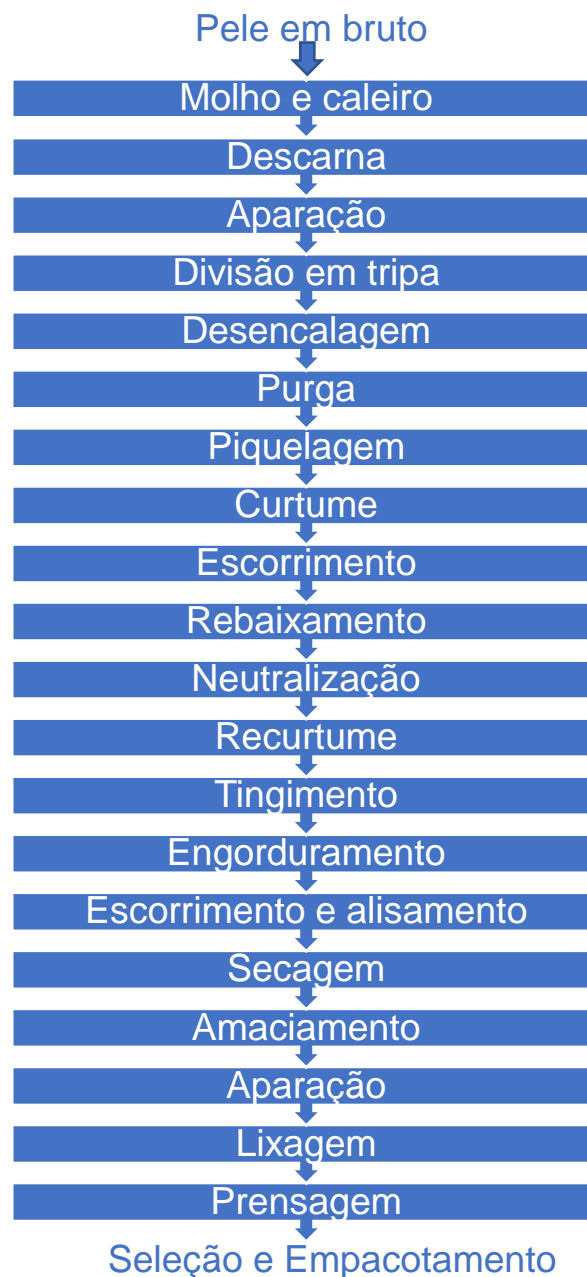 Pele em bruto
Molho e caleiro
Descarna
Aparação
Divisão em tripa
Desencalagem
Purga
Piquelagem
Curtume
Escorrimento
Rebaixamento
Neutralização
Recurtume
Tingimento
Engorduramento
Escorrimento e alisamento
Secagem
Amaciamento
Aparação
Lixagem
Prensagem
Seleção e Empacotamento